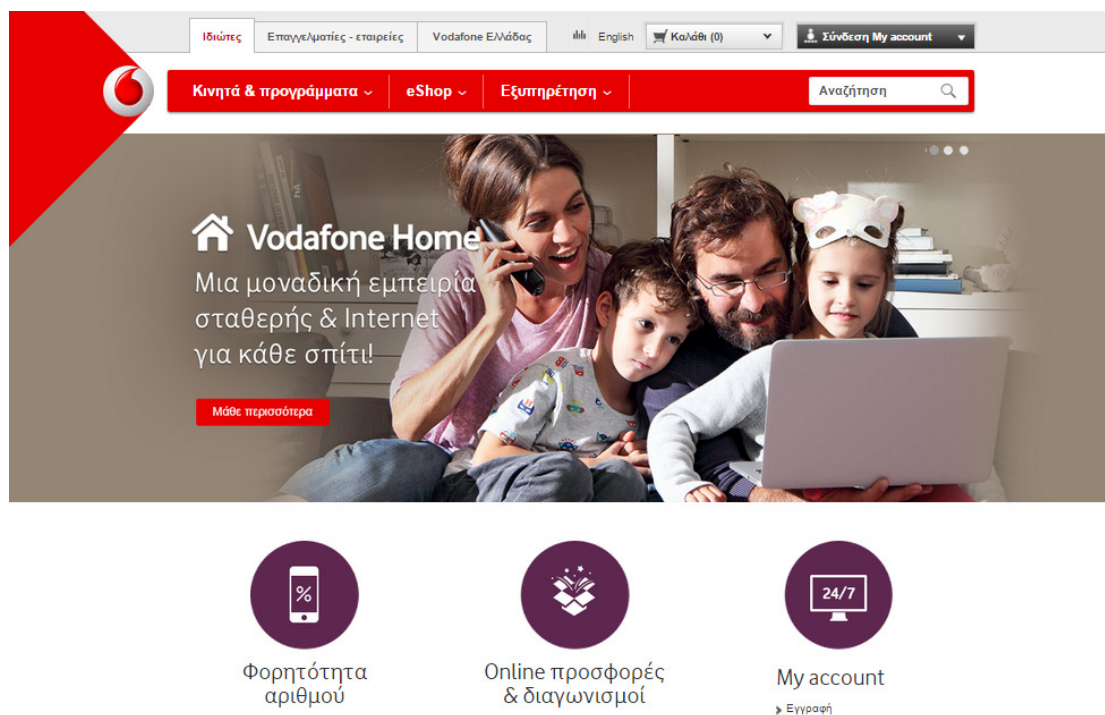 Ιδιώτες
Επαγγελματίες - εταιρείες
Vodafone Ελλάδας
English
Καλάθι (0)
Σύνδεση My account
Κινητά & προγράμματα
eShop
Εξυπηρέτηση
Αναζήτηση
Vodafone Home
Μια μοναδική εμπειρία
σταθερής & Internet
για κάθε σπίτι!
Μάθε περισσότερα
%
24/7
Φορητότητα
αριθμού
Online προσφορές
& διαγωνισμοί
My account
Εγγραφή